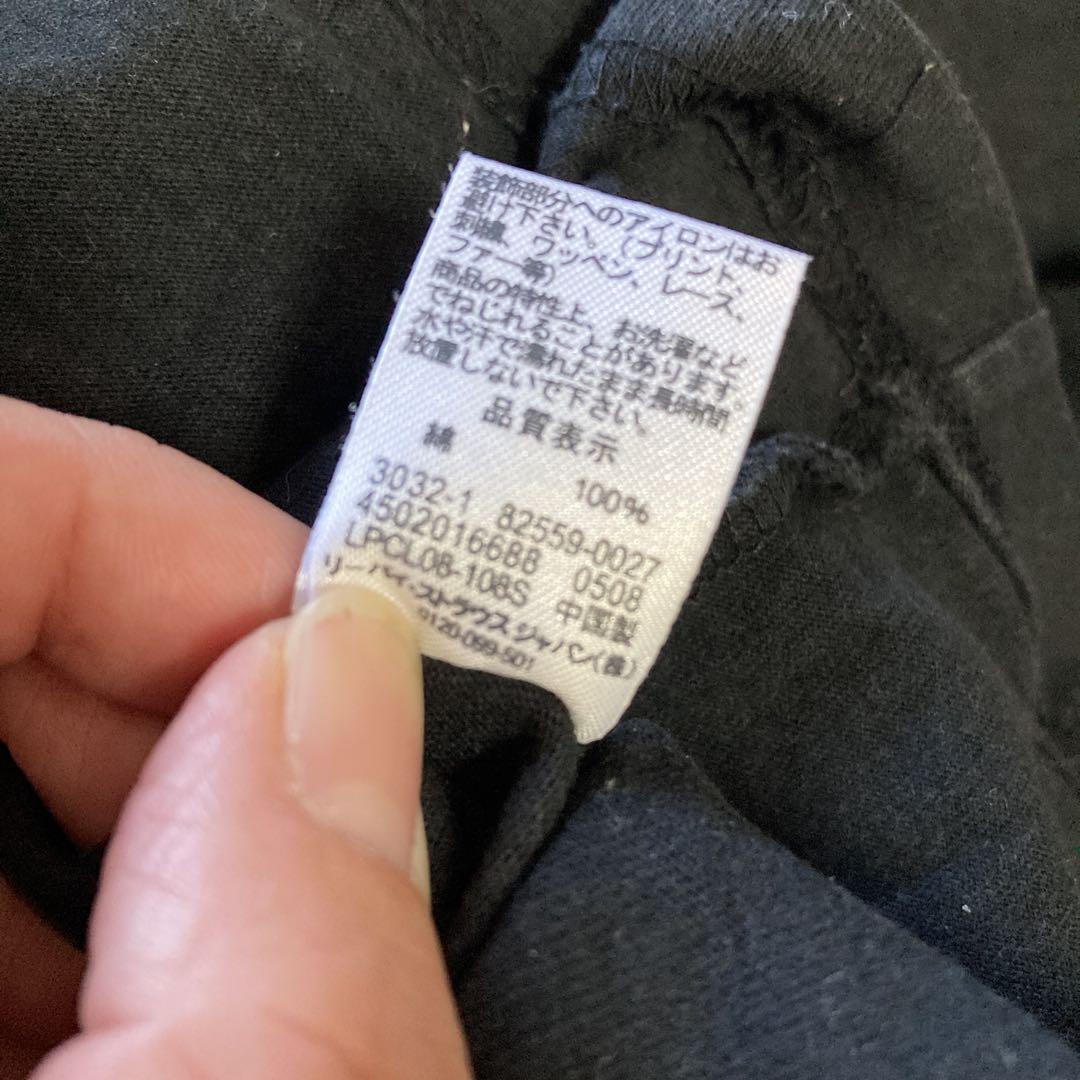 装飾部分へのアイロンはお
避け下さい。(プリント、
刺繍、ワッペン、レース、
ファー等)
商品の特性上、お洗濯など
でねじれることがあります。
水や汗で濡れたまま長時間
放置しないで下さい。
品質表示
綿 100%
3032-1 82559-0027
4502016688 0508
LPCL08-108S 中国製
リーバイ・ストラウス ジャパン(株)
0120-099-501